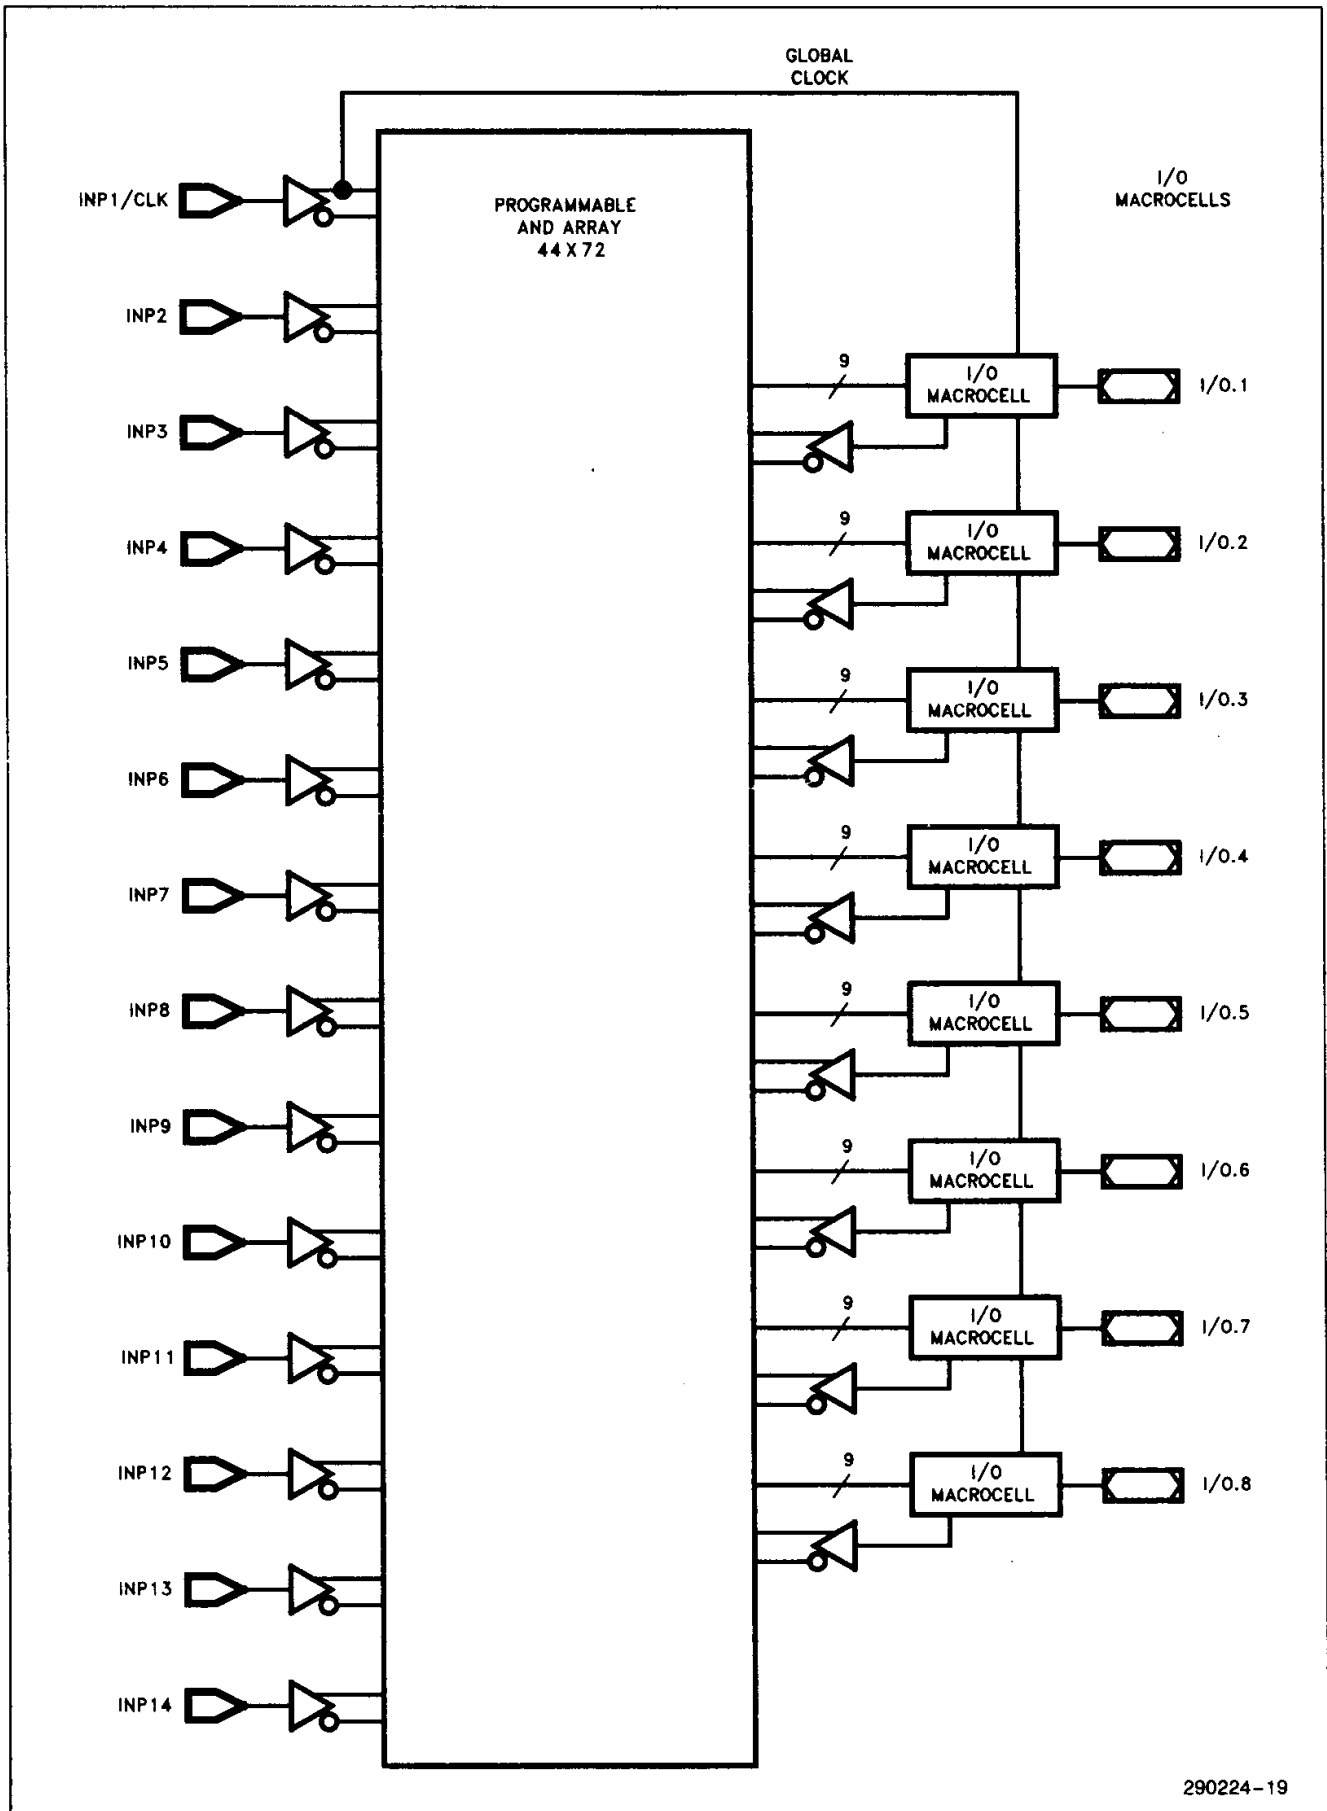 GLOBAL
CLOCK
INP1/CLK
PROGRAMMABLE
AND ARRAY
44X72
I/O
MACROCELLS
INP2
INP3
INP4
INP5
INP6
INP7
INP8
INP9
INP10
INP11
INP12
INP13
INP14
9
I/O
MACROCELL
I/O.1
9
I/O
MACROCELL
I/O.2
9
I/O
MACROCELL
I/O.3
9
I/O
MACROCELL
I/O.4
9
I/O
MACROCELL
I/O.5
9
I/O
MACROCELL
I/O.6
9
I/O
MACROCELL
I/O.7
9
I/O
MACROCELL
I/O.8
290224-19